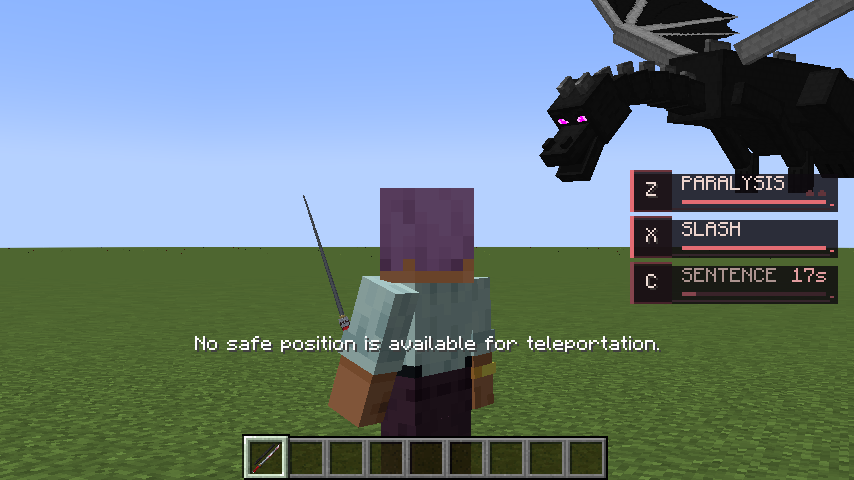 Z PARALYSIS
X SLASH
C SENTENCE 17s
No safe position is available for teleportation.